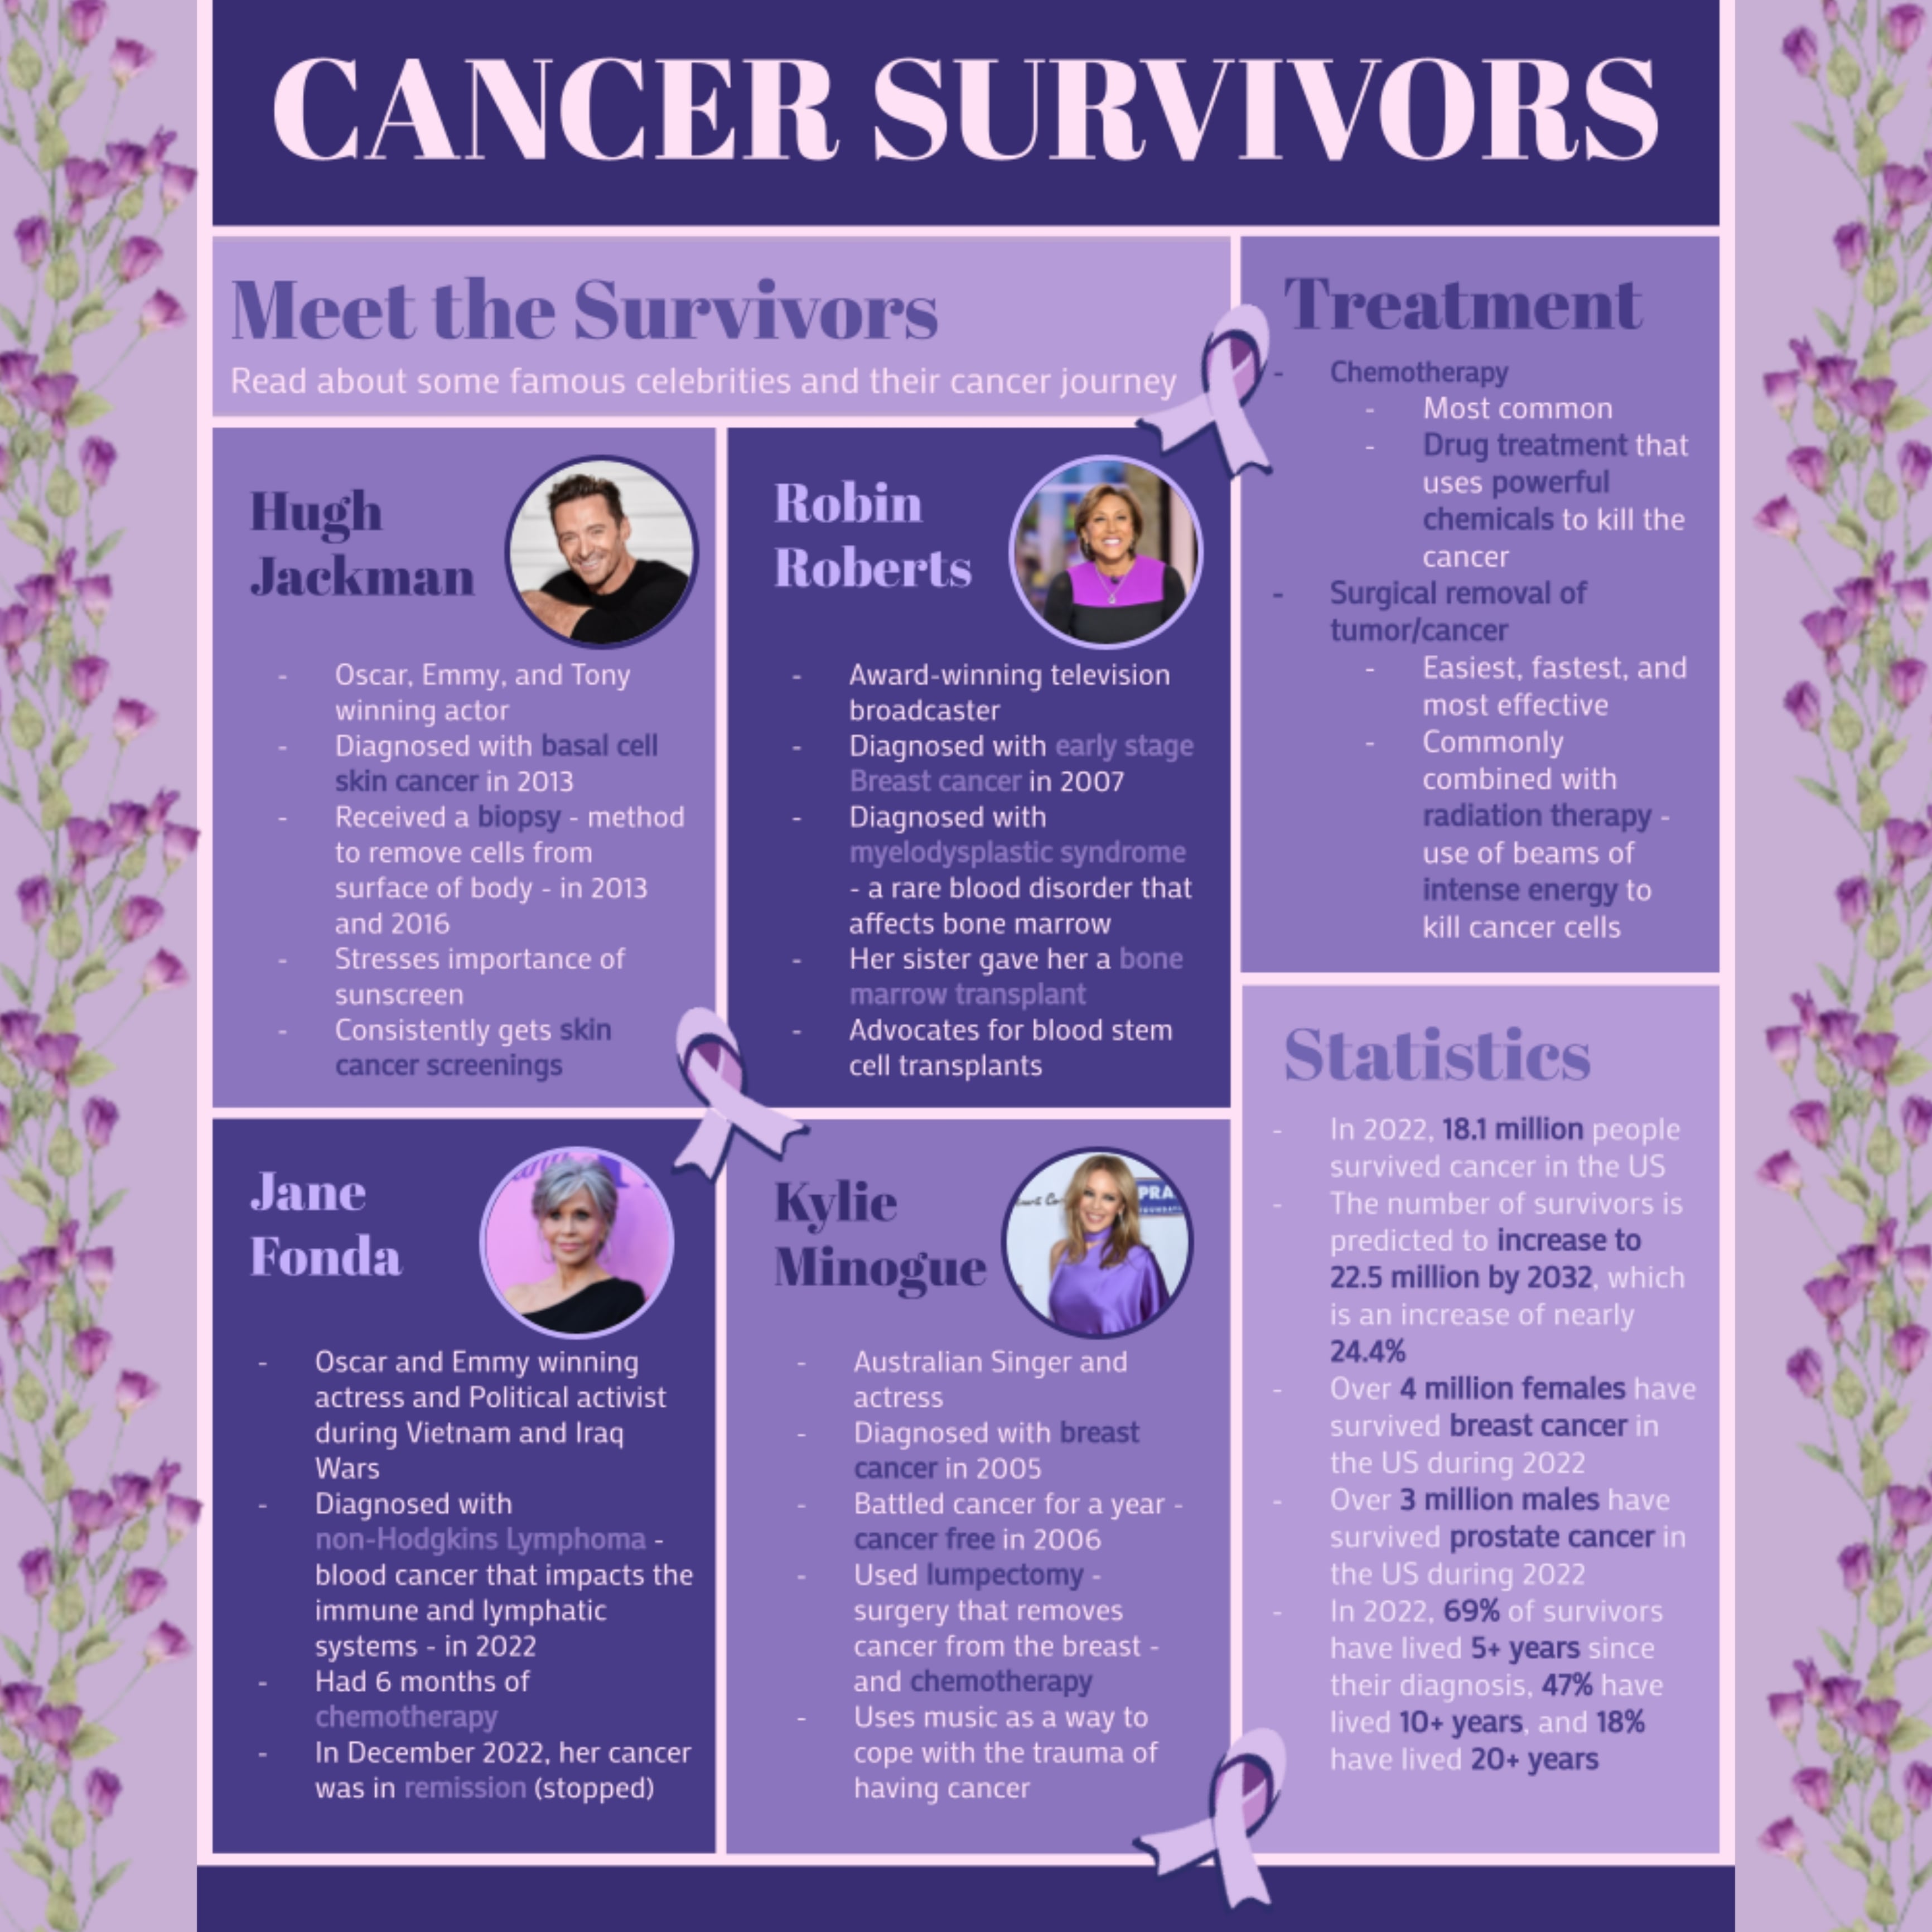 CANCER SURVIVORS
Meet the Survivors
Read about some famous celebrities and their cancer journey
Hugh
Jackman
- Oscar, Emmy, and Tony
winning actor
- Diagnosed with basal cell
skin cancer in 2013
- Received a biopsy - method
to remove cells from
surface of body - in 2013
and 2016
- Stresses importance of
sunscreen
- Consistently gets skin
cancer screenings
Robin
Roberts
- Award-winning television
broadcaster
- Diagnosed with early stage
Breast cancer in 2007
- Diagnosed with
myelodysplastic syndrome
- a rare blood disorder that
affects bone marrow
- Her sister gave her a bone
marrow transplant
- Advocates for blood stem
cell transplants
Jane
Fonda
- Oscar and Emmy winning
actress and Political activist
during Vietnam and Iraq
Wars
- Diagnosed with
non-Hodgkins Lymphoma -
blood cancer that impacts the
immune and lymphatic
systems - in 2022
- Had 6 months of
chemotherapy
- In December 2022, her cancer
was in remission (stopped)
Kylie
Minogue
PRA
- Australian Singer and
actress
- Diagnosed with breast
cancer in 2005
- Battled cancer for a year -
cancer free in 2006
- Used lumpectomy -
surgery that removes
cancer from the breast -
and chemotherapy
- Uses music as a way to
cope with the trauma of
having cancer
Treatment
- Chemotherapy
- Most common
- Drug treatment that
uses powerful
chemicals to kill the
cancer
- Surgical removal of
tumor/cancer
- Easiest, fastest, and
most effective
- Commonly
combined with
radiation therapy -
use of beams of
intense energy to
kill cancer cells
Statistics
- In 2022, 18.1 million people
survived cancer in the US
- The number of survivors is
predicted to increase to
22.5 million by 2032, which
is an increase of nearly
24.4%
- Over 4 million females have
survived breast cancer in
the US during 2022
- Over 3 million males have
survived prostate cancer in
the US during 2022
- In 2022, 69% of survivors
have lived 5+ years since
their diagnosis, 47% have
lived 10+ years, and 18%
have lived 20+ years